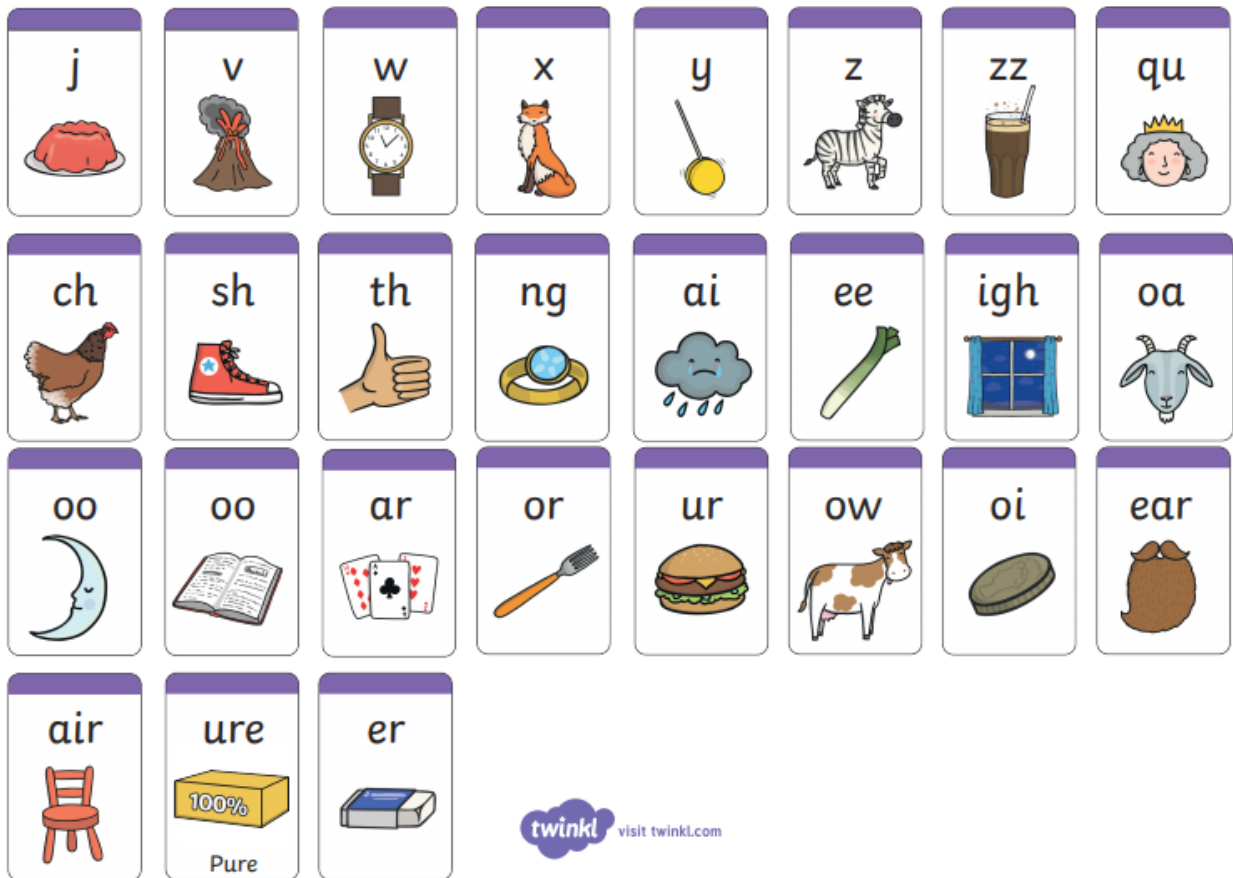 j v w x y z zz qu
ch sh th ng ai ee igh oa
oo oo ar or ur ow oi ear
air ure er
100%
Pure
twinkl visit twinkl.com